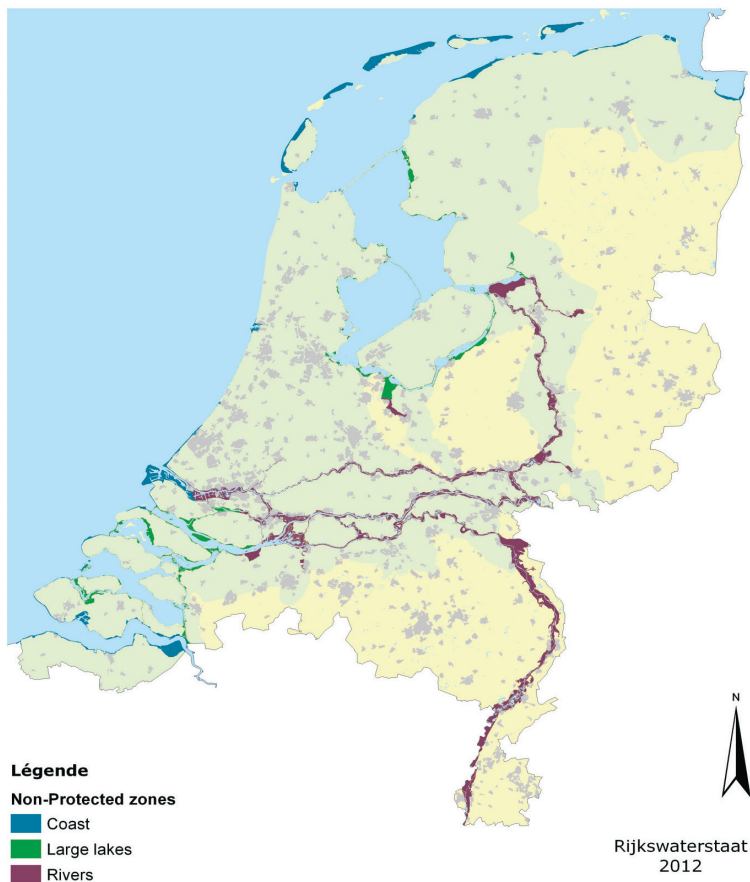 N
Légende
Non-Protected zones
Coast
Large lakes
Rivers
Rijkswaterstaat
2012